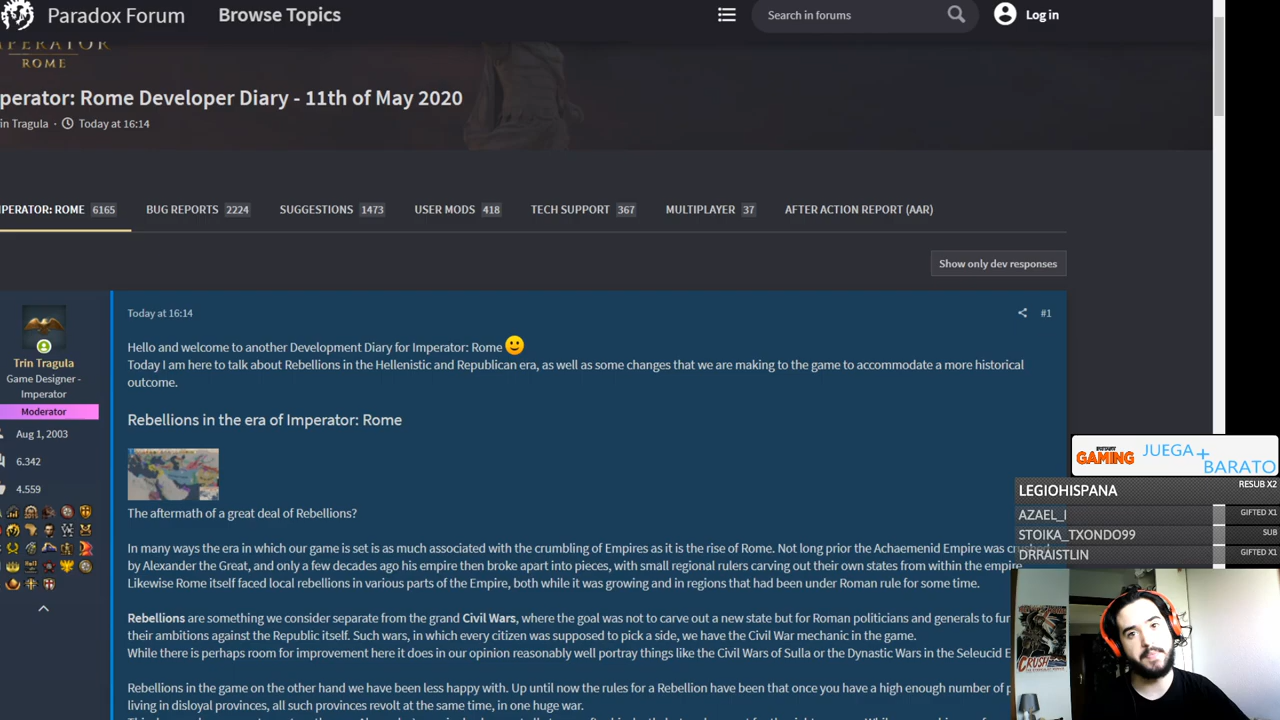 Paradox Forum Browse Topics Search in forums Log in
ROME
perator: Rome Developer Diary - 11th of May 2020
in Tragula · Today at 16:14
PERATOR: ROME 6165 BUG REPORTS 2224 SUGGESTIONS 1473 USER MODS 418 TECH SUPPORT 367 MULTIPLAYER 37 AFTER ACTION REPORT (AAR)
Show only dev responses
Today at 16:14 #1
Trin Tragula
Game Designer -
Imperator
Moderator
Aug 1, 2003
6.342
4.559
Hello and welcome to another Development Diary for Imperator: Rome
Today I am here to talk about Rebellions in the Hellenistic and Republican era, as well as some changes that we are making to the game to accommodate a more historical
outcome.
Rebellions in the era of Imperator: Rome
The aftermath of a great deal of Rebellions?
In many ways the era in which our game is set is as much associated with the crumbling of Empires as it is the rise of Rome. Not long prior the Achaemenid Empire was
by Alexander the Great, and only a few decades ago his empire then broke apart into pieces, with small regional rulers carving out their own states from within the empire
Likewise Rome itself faced local rebellions in various parts of the Empire, both while it was growing and in regions that had been under Roman rule for some time.
Rebellions are something we consider separate from the grand Civil Wars, where the goal was not to carve out a new state but for Roman politicians and generals to fur
their ambitions against the Republic itself. Such wars, in which every citizen was supposed to pick a side, we have the Civil War mechanic in the game.
While there is perhaps room for improvement here it does in our opinion reasonably well portray things like the Civil Wars of Sulla or the Dynastic Wars in the Seleucid E
Rebellions in the game on the other hand we have been less happy with. Up until now the rules for a Rebellion have been that once you have a high enough number of p
living in disloyal provinces, all such provinces revolt at the same time, in one huge war.
GAMING JUEGA+
BARATO
LEGIOHISPANA RESUB X2
AZAEL_I GIFTED X1
STOIKA_TXONDO99 SUB
DRRAISTLIN GIFTED X1
CRUSH